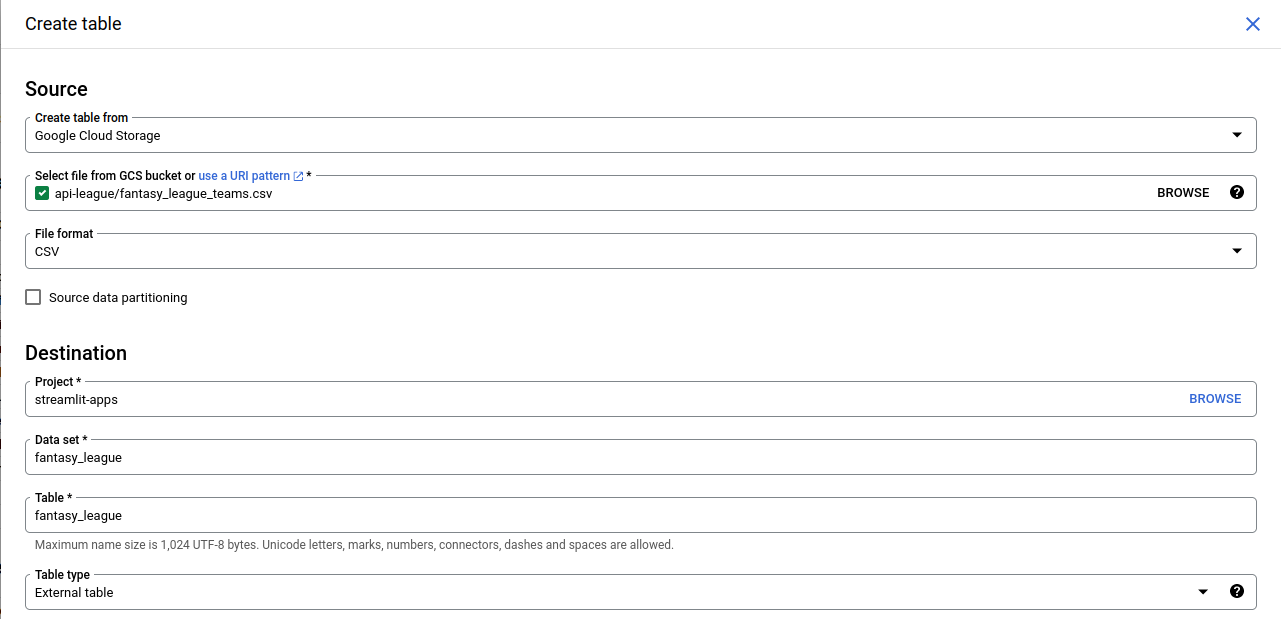 Create table
Source
Create table from
Google Cloud Storage
Select file from GCS bucket or use a URI pattern *
api-league/fantasy_league_teams.csv BROWSE
File format
CSV
Source data partitioning
Destination
Project *
streamlit-apps BROWSE
Data set *
fantasy_league
Table *
fantasy_league
Maximum name size is 1,024 UTF-8 bytes. Unicode letters, marks, numbers, connectors, dashes and spaces are allowed.
Table type
External table